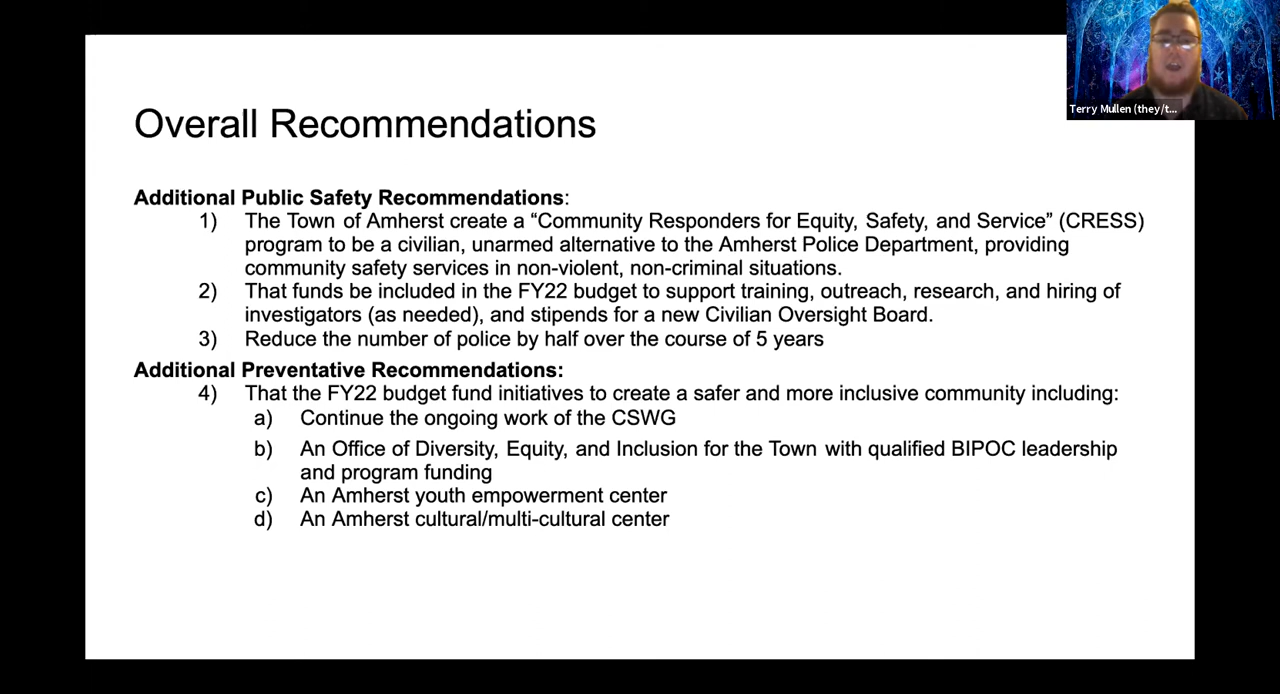 Terry Mullen (they/t...
Overall Recommendations
Additional Public Safety Recommendations:
1) The Town of Amherst create a “Community Responders for Equity, Safety, and Service” (CRESS)
program to be a civilian, unarmed alternative to the Amherst Police Department, providing
community safety services in non-violent, non-criminal situations.
2) That funds be included in the FY22 budget to support training, outreach, research, and hiring of
investigators (as needed), and stipends for a new Civilian Oversight Board.
3) Reduce the number of police by half over the course of 5 years
Additional Preventative Recommendations:
4) That the FY22 budget fund initiatives to create a safer and more inclusive community including:
a) Continue the ongoing work of the CSWG
b) An Office of Diversity, Equity, and Inclusion for the Town with qualified BIPOC leadership
and program funding
c) An Amherst youth empowerment center
d) An Amherst cultural/multi-cultural center